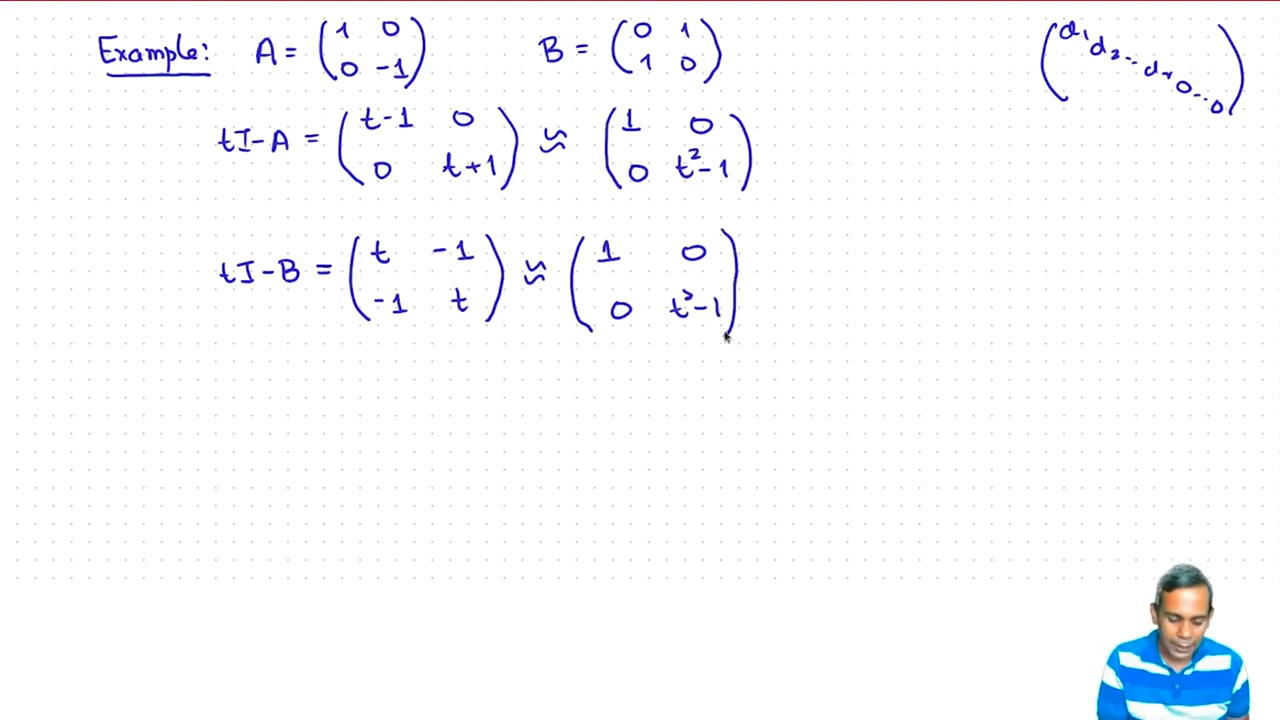 Example: A = (1 0 0 -1) B = (0 1 1 0) (d1 d2 ... dr 0 ... 0)
tI-A = (t-1 0 0 t+1) ≈ (1 0 0 t²-1)
tI-B = (t -1 -1 t) ≈ (1 0 0 t²-1)